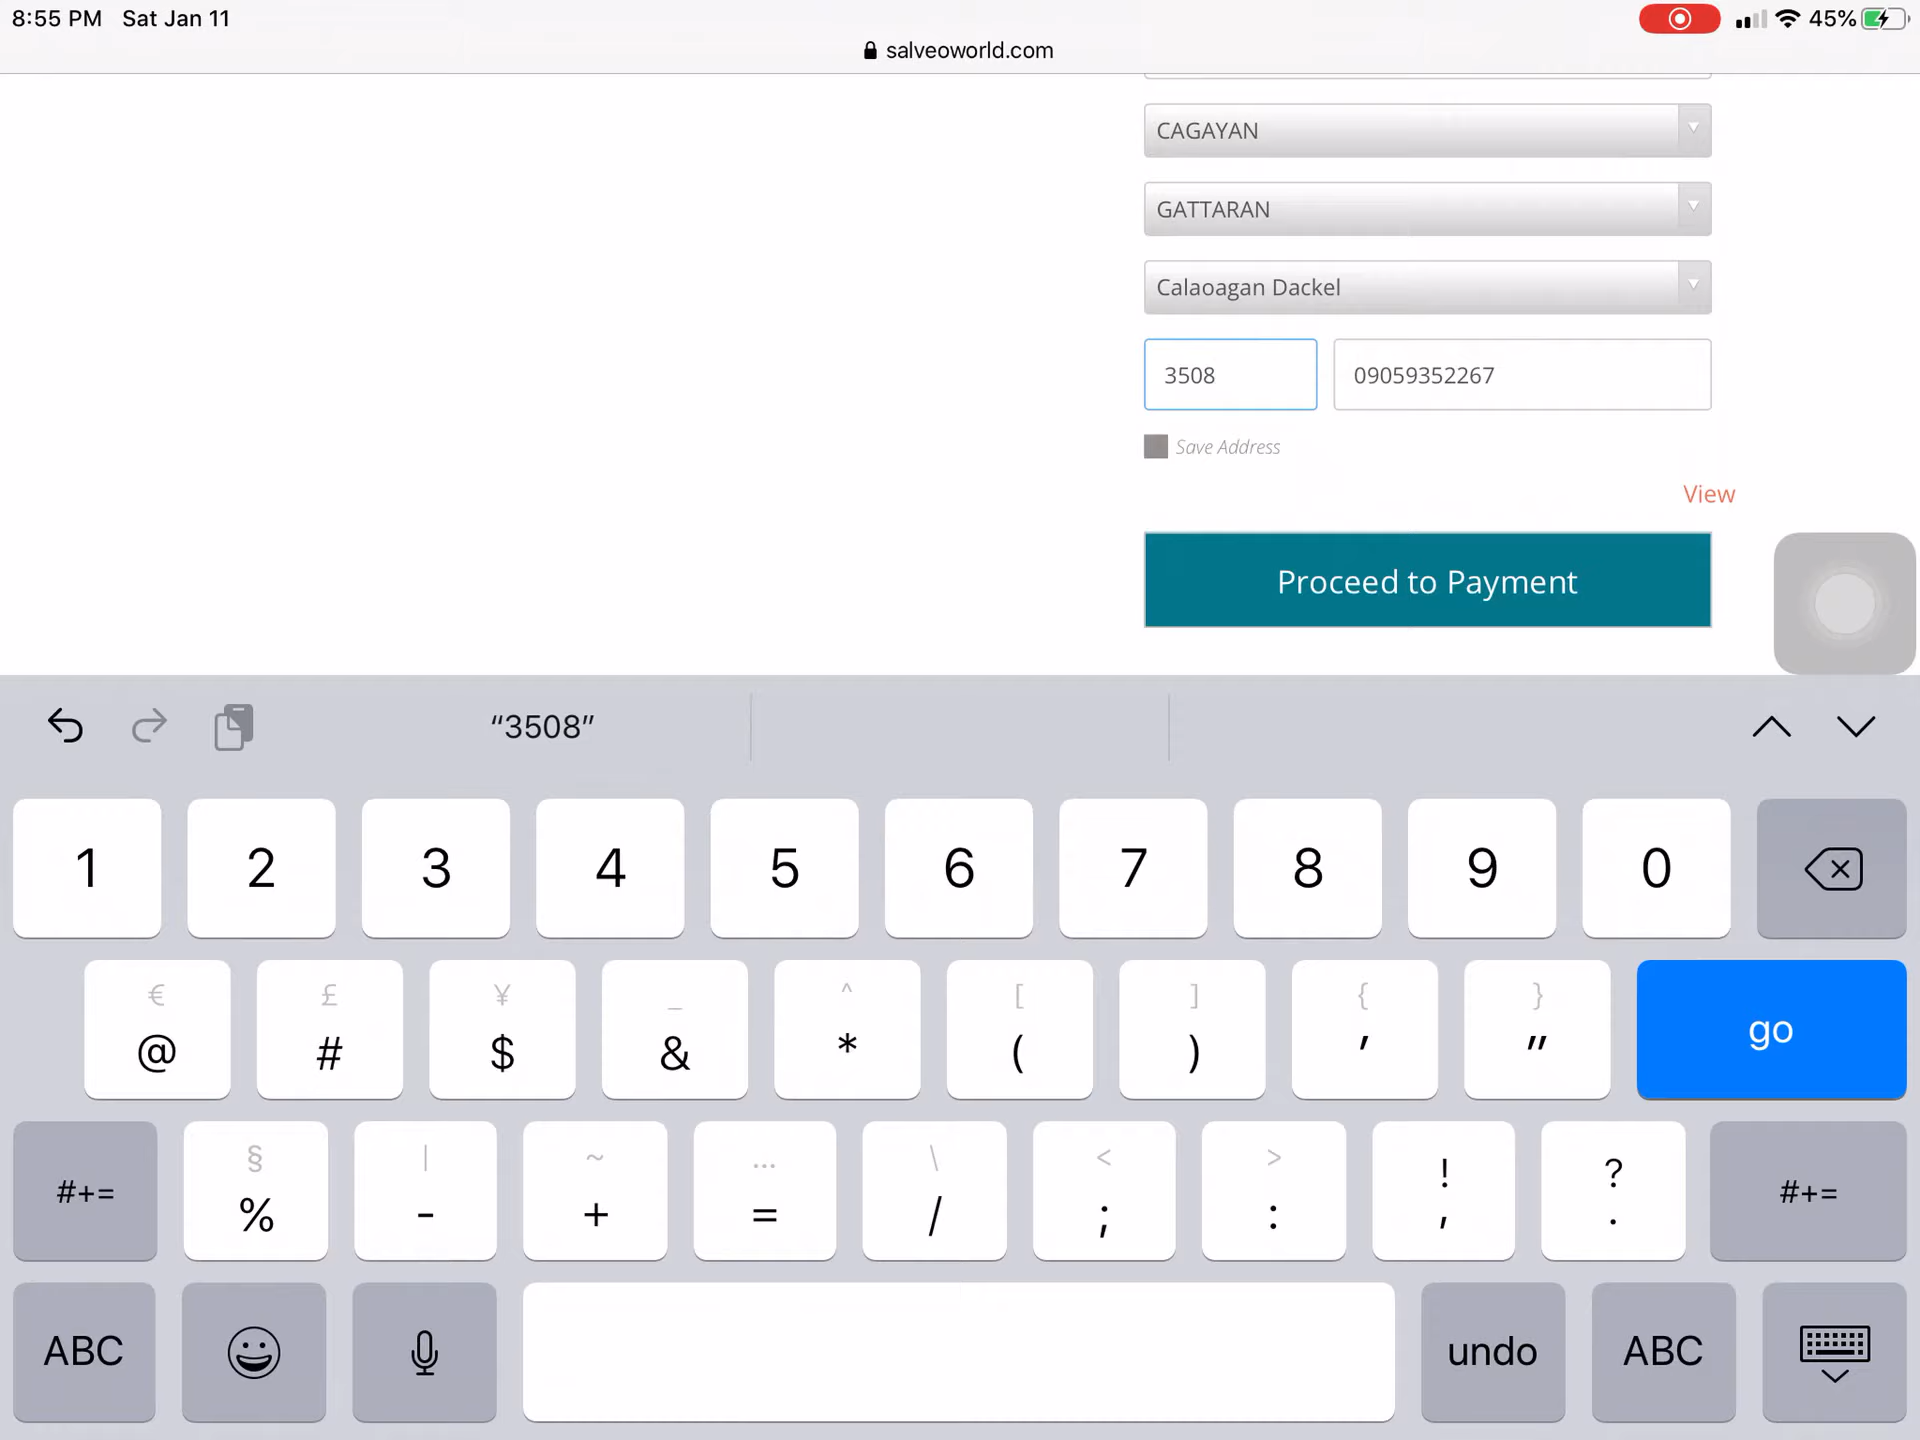 8:55 PM Sat Jan 11
45%
salveoworld.com
CAGAYAN
GATTARAN
Calaoagan Dackel
3508 09059352267
Save Address
View
Proceed to Payment
“3508”
1 2 3 4 5 6 7 8 9 0
€ £ ¥ _ ^ [ ] { }
@ # $ & * ( ) ' " go
§ | ~ … \ < > ! ?
#+= % - + = / ; : , . #+=
ABC undo ABC